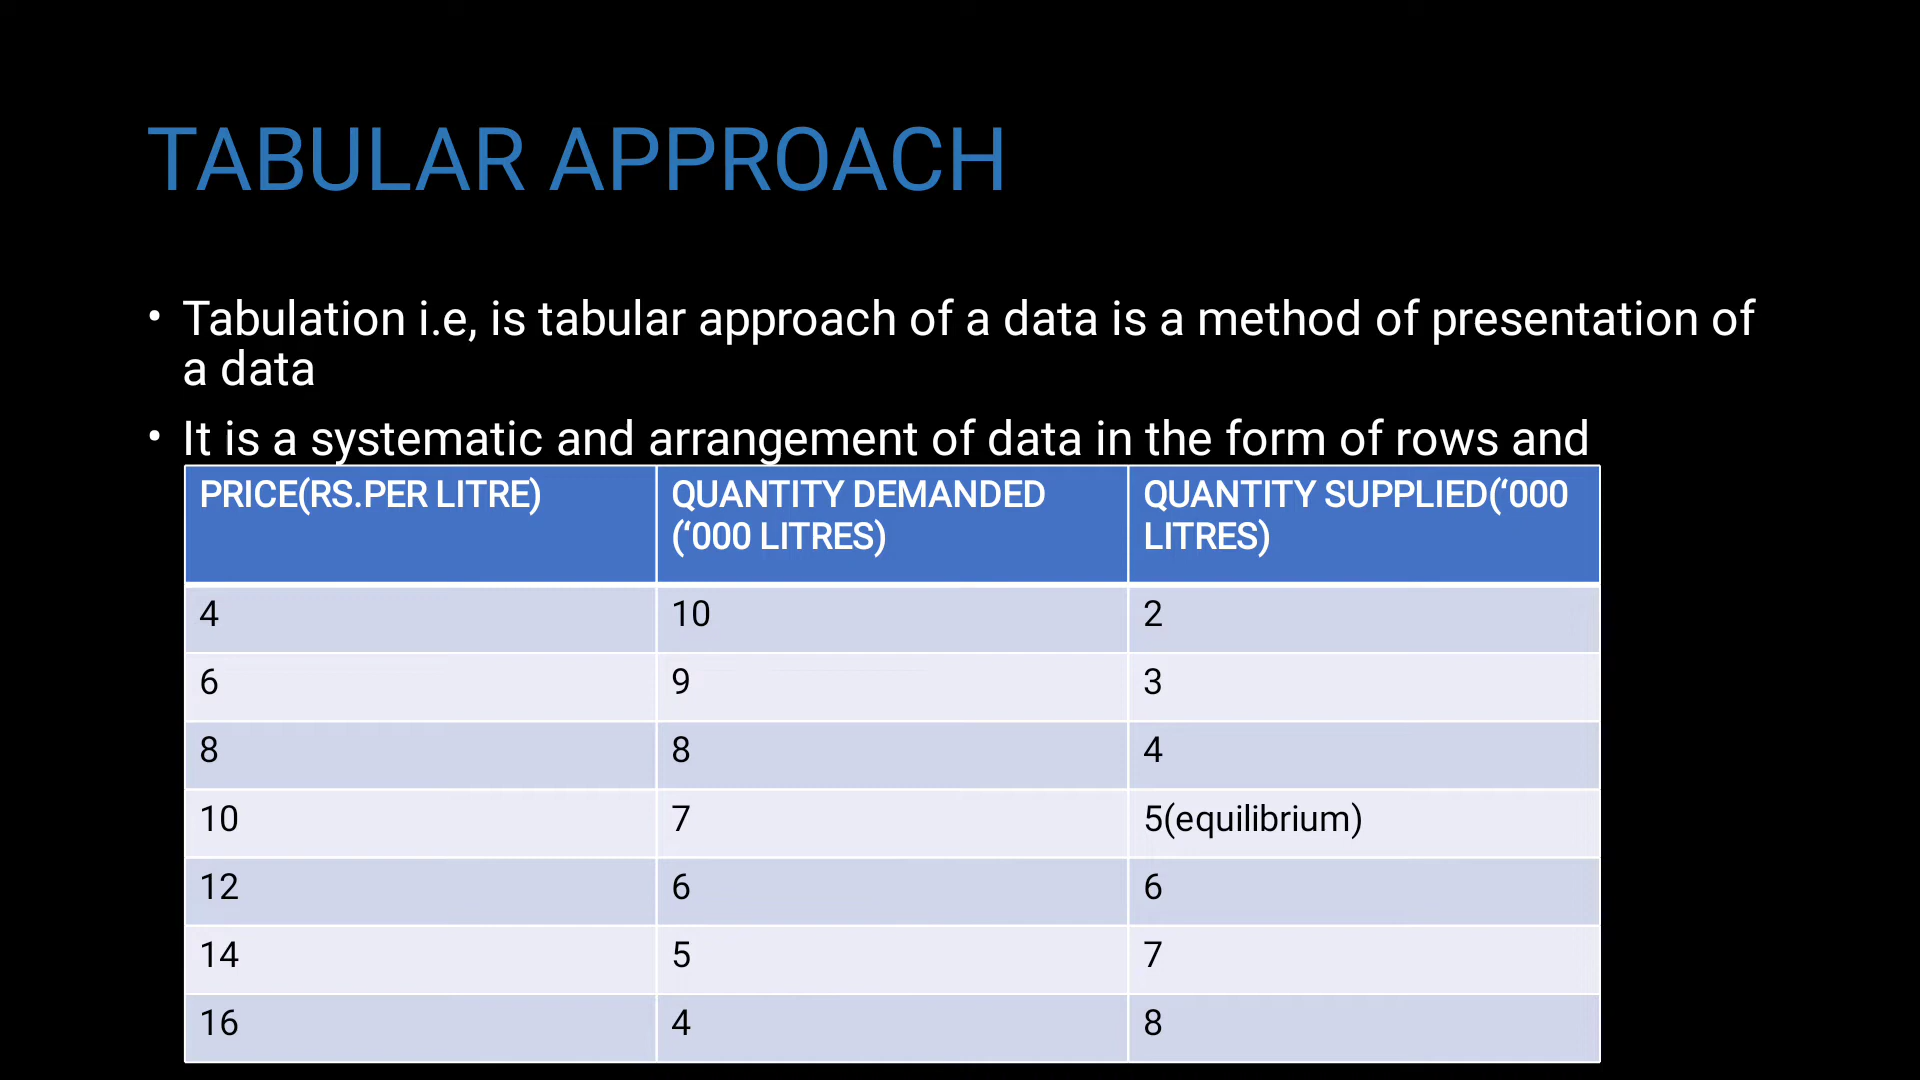 TABULAR APPROACH
• Tabulation i.e, is tabular approach of a data is a method of presentation of
a data
• It is a systematic and arrangement of data in the form of rows and
PRICE(RS.PER LITRE) QUANTITY DEMANDED QUANTITY SUPPLIED(‘000
(‘000 LITRES) LITRES)
4 10 2
6 9 3
8 8 4
10 7 5(equilibrium)
12 6 6
14 5 7
16 4 8